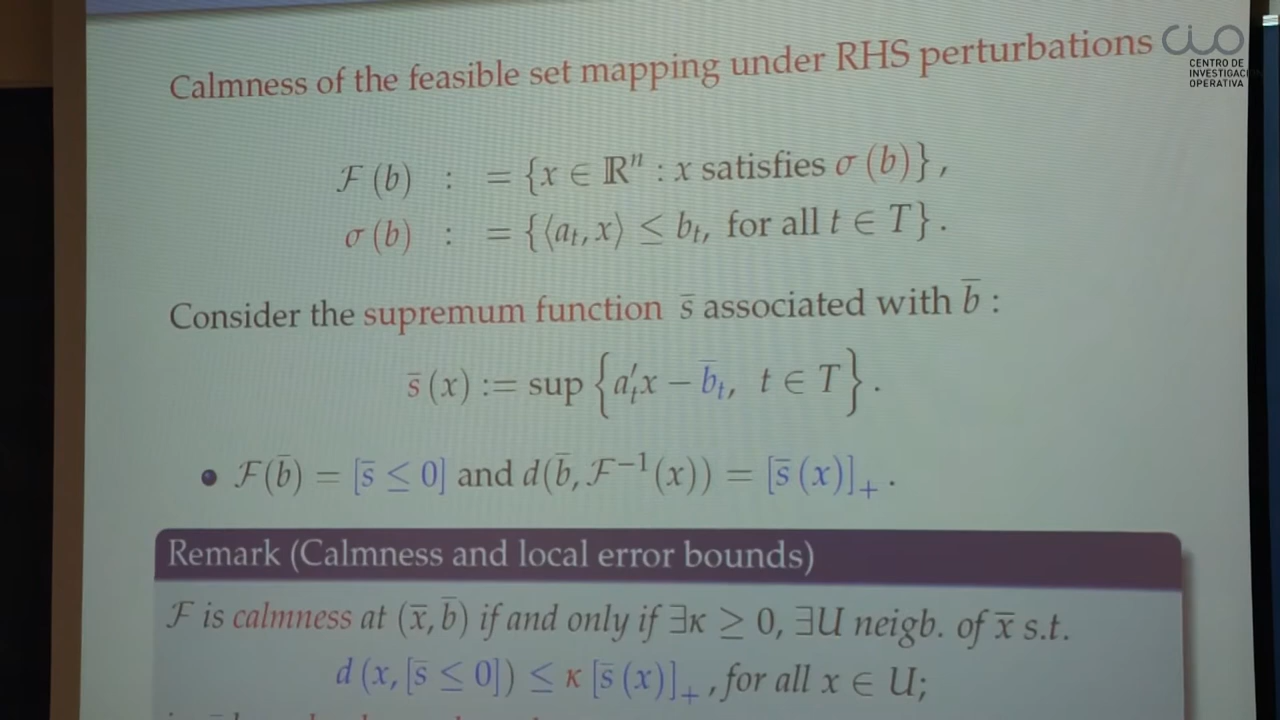 Calmness of the feasible set mapping under RHS perturbations
CIO
CENTRO DE
INVESTIGACI
OPERATIVA
ℱ (b) : = {x ∈ ℝⁿ : x satisfies σ (b)} ,
σ (b) : = {⟨aₜ, x⟩ ≤ bₜ, for all t ∈ T} .
Consider the supremum function s̄ associated with b̄ :
s̄ (x) := sup {a′ₜx − b̄ₜ, t ∈ T} .
• ℱ(b̄) = [s̄ ≤ 0] and d(b̄, ℱ⁻¹(x)) = [s̄ (x)]₊ .
Remark (Calmness and local error bounds)
ℱ is calmness at (x̄, b̄) if and only if ∃κ ≥ 0, ∃U neigb. of x̄ s.t.
d (x, [s̄ ≤ 0]) ≤ κ [s̄ (x)]₊ , for all x ∈ U;